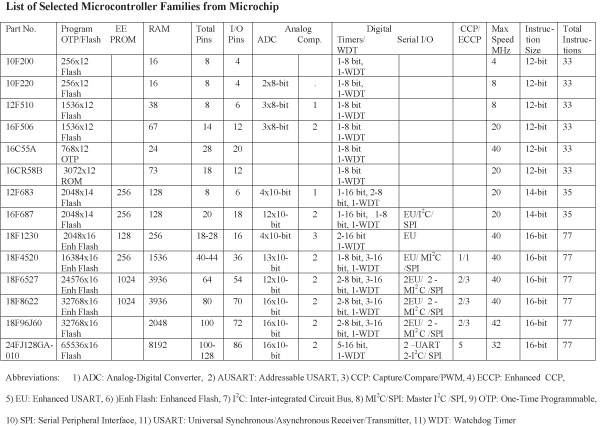 List of Selected Microcontroller Families from Microchip
Part No. Program EE RAM Total I/O Analog Digital CCP/ Max Instruc- Total
OTP/Flash PROM Pins Pins ADC Comp. Timers/ Serial I/O ECCP Speed tion Instruc-
WDT MHz Size tions
10F200 256x12 16 8 4 1-8 bit, 4 12-bit 33
Flash 1-WDT
10F220 256x12 16 8 4 2x8-bit . 1-8 bit 8 12-bit 33
Flash 1-WDT
12F510 1536x12 38 8 6 3x8-bit 1 1-8 bit 8 12-bit 33
Flash 1-WDT
16F506 1536x12 67 14 12 3x8-bit 2 1-8 bit 20 12-bit 33
Flash 1-WDT
16C55A 768x12 24 28 20 1-8 bit 40 12-bit 33
OTP 1-WDT
16CR58B 3072x12 73 18 12 1-8 bit, 20 12-bit 33
ROM 1-WDT
12F683 2048x14 256 128 8 6 4x10-bit 1 1-16 bit, 2-8 20 14-bit 35
Flash bit, 1-WDT
16F687 2048x14 256 128 20 18 12x10- 2 1-16 bit, 1-8 EU/I²C/ 20 14-bit 35
Flash bit bit, 1-WDT SPI
18F1230 2048x16 128 256 18-28 16 4x10-bit 3 2-16 bit EU 40 16-bit 77
Enh Flash 1-WDT
18F4520 16384x16 256 1536 40-44 36 13x10- 2 1-8 bit, 3-16 EU/ MI²C 1/1 40 16-bit 77
Enh Flash bit bit, 1-WDT /SPI
18F6527 24576x16 1024 3936 64 54 12x10- 2 2-8 bit, 3-16 2EU/ 2 - 2/3 40 16-bit 77
Enh Flash bit bit, 1-WDT MI²C /SPI
18F8622 32768x16 1024 3936 80 70 16x10- 2 2-8 bit, 3-16 2EU/ 2 - 2/3 40 16-bit 77
Enh Flash bit bit, 1-WDT MI²C /SPI
18F96J60 32768x16 2048 100 72 16x10- 2 2-8 bit, 3-16 2EU/ 2 - 2/3 42 16-bit 77
Flash bit bit, 1-WDT MI²C /SPI
24FJ128GA- 65536x16 8192 100- 86 16x10- 2 5-16 bit, 2 –UART 5 32 16-bit 77
010 Flash 128 bit 1-WDT 2-I²C/ SPI
Abbreviations: 1) ADC: Analog-Digital Converter, 2) AUSART: Addressable USART, 3) CCP: Capture/Compare/PWM, 4) ECCP: Enhanced CCP,
5) EU: Enhanced USART, 6) )Enh Flash: Enhanced Flash, 7) I²C: Inter-integrated Circuit Bus, 8) MI²C/SPI: Master I²C /SPI, 9) OTP: One-Time Programmable,
10) SPI: Serial Peripheral Interface, 11) USART: Universal Synchronous/Asynchronous Receiver/Transmitter, 11) WDT: Watchdog Timer